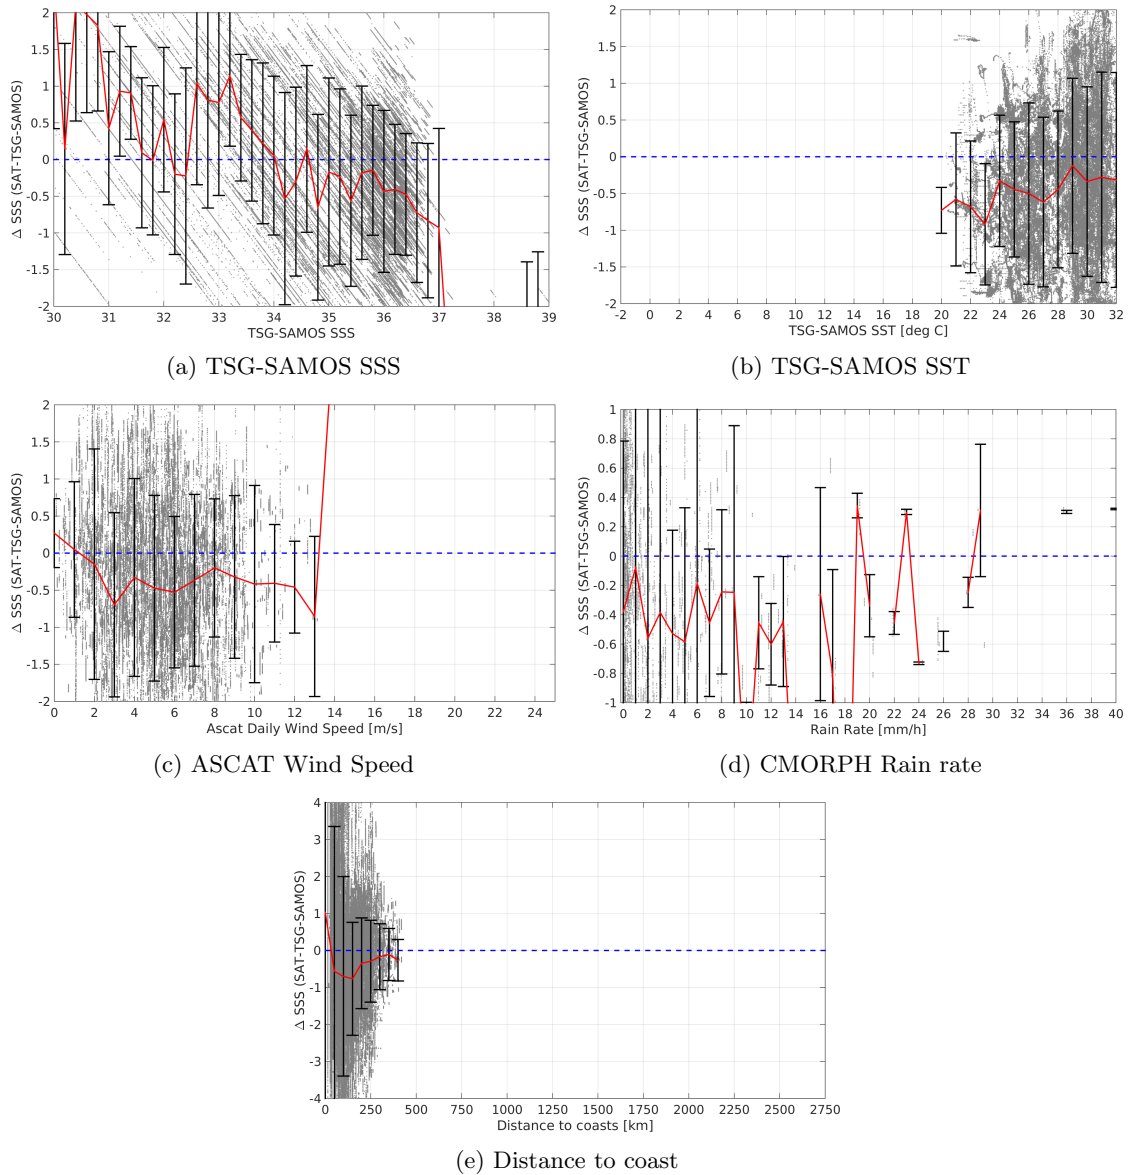 2
1.5
1
0.5
0
-0.5
-1
-1.5
-2
Δ SSS (SAT-TSG-SAMOS)
30 31 32 33 34 35 36 37 38 39
TSG-SAMOS SSS
(a) TSG-SAMOS SSS
2
1.5
1
0.5
0
-0.5
-1
-1.5
-2
Δ SSS (SAT-TSG-SAMOS)
-2 0 2 4 6 8 10 12 14 16 18 20 22 24 26 28 30 32
TSG-SAMOS SST [deg C]
(b) TSG-SAMOS SST
2
1.5
1
0.5
0
-0.5
-1
-1.5
-2
Δ SSS (SAT-TSG-SAMOS)
0 2 4 6 8 10 12 14 16 18 20 22 24
Ascat Daily Wind Speed [m/s]
(c) ASCAT Wind Speed
1
0.8
0.6
0.4
0.2
0
-0.2
-0.4
-0.6
-0.8
-1
Δ SSS (SAT-TSG-SAMOS)
0 2 4 6 8 10 12 14 16 18 20 22 24 26 28 30 32 34 36 38 40
Rain Rate [mm/h]
(d) CMORPH Rain rate
4
3
2
1
0
-1
-2
-3
-4
Δ SSS (SAT-TSG-SAMOS)
0 250 500 750 1000 1250 1500 1750 2000 2250 2500 2750
Distance to coasts [km]
(e) Distance to coast